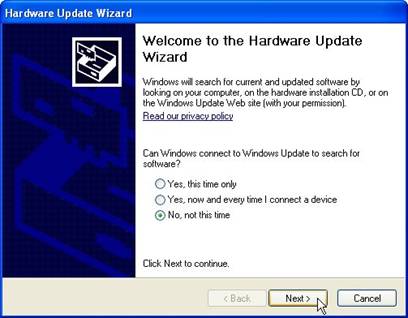 Hardware Update Wizard
Welcome to the Hardware Update
Wizard
Windows will search for current and updated software by
looking on your computer, on the hardware installation CD, or on
the Windows Update Web site (with your permission).
Read our privacy policy
Can Windows connect to Windows Update to search for
software?
Yes, this time only
Yes, now and every time I connect a device
No, not this time
Click Next to continue.
< Back Next > Cancel